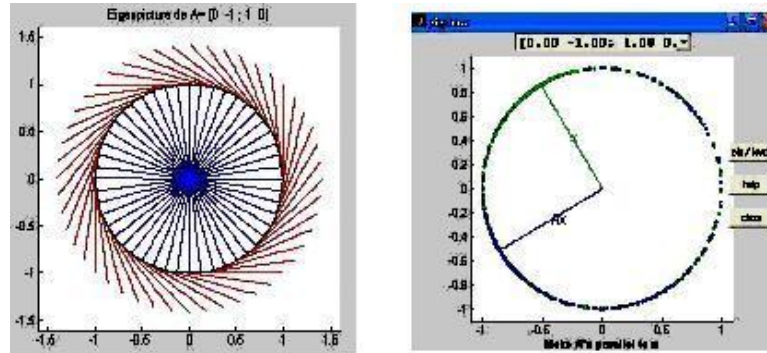 Eigenpicture de A= [0 -1 ; 1 0]
1.5
1
0.5
0
-0.5
-1
-1.5
-1.5 -1 -0.5 0 0.5 1 1.5
[0.00 -1.00; 1.00 0.
1
0.8
0.6
0.4
0.2
0
-0.2
-0.4
-0.6
-0.8
-1
x
Ax
help
-1 -0.5 0 0.5 1
Make A*x parallel to x